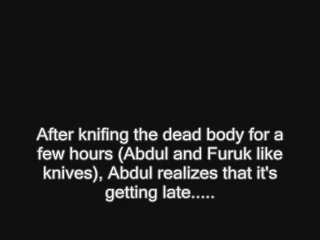 After knifing the dead body for a
few hours (Abdul and Furuk like
knives), Abdul realizes that it's
getting late.....